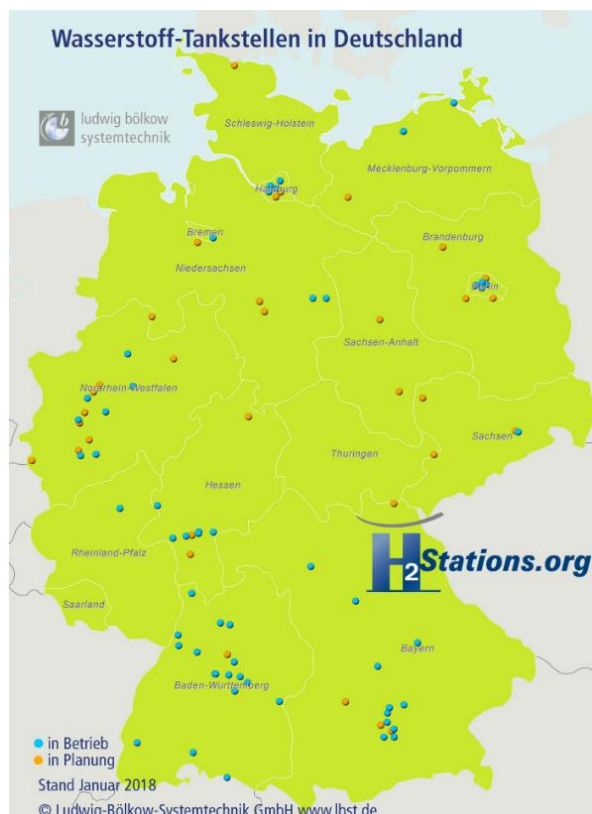 Wasserstoff-Tankstellen in Deutschland
ludwig bölkow
systemtechnik
Schleswig-Holstein
Mecklenburg-Vorpommern
Hamburg
Bremen
Brandenburg
Niedersachsen
Berlin
Sachsen-Anhalt
Nordrhein-Westfalen
Sachsen
Thüringen
Hessen
H2Stations.org
Rheinland-Pfalz
Saarland
Bayern
Baden-Württemberg
in Betrieb
in Planung
Stand Januar 2018
© Ludwig-Bölkow-Systemtechnik GmbH www.lbst.de